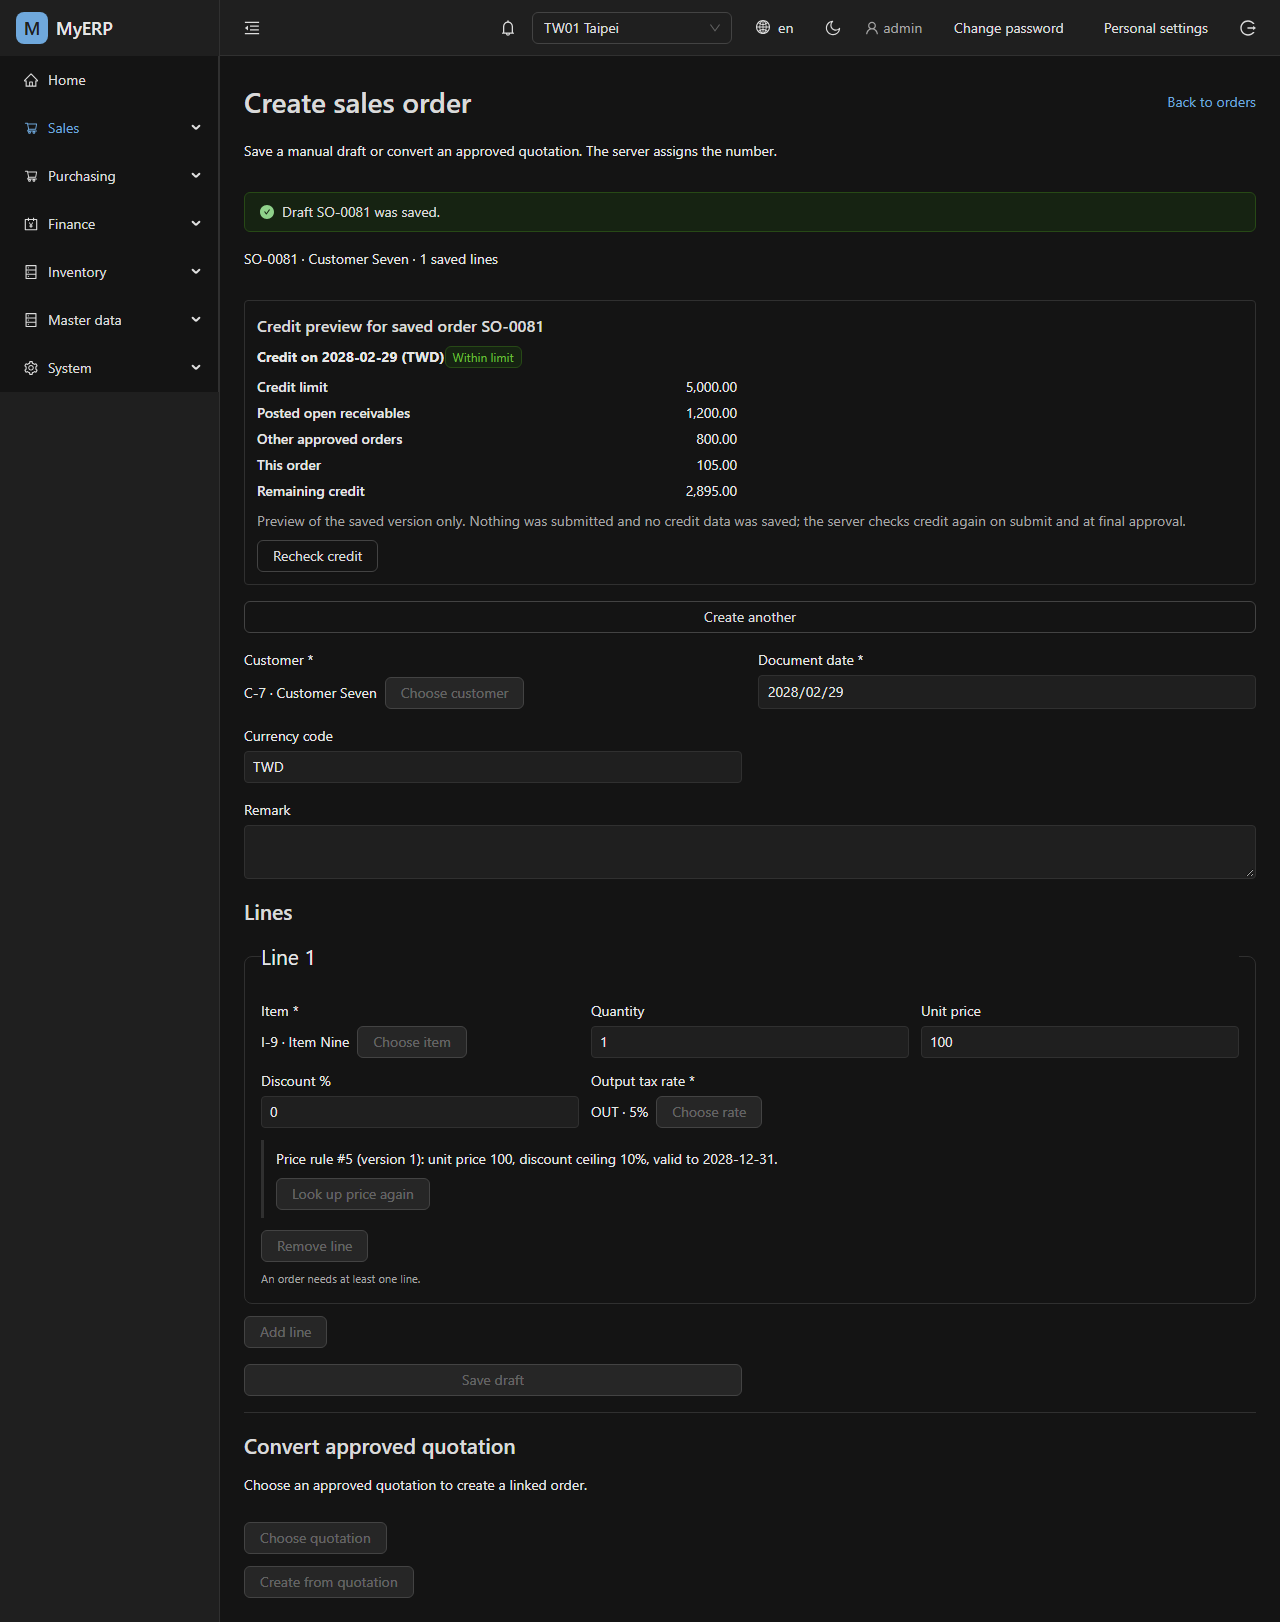 M MyERP
TW01 Taipei
en
admin
Change password
Personal settings
Home
Sales
Purchasing
Finance
Inventory
Master data
System
Create sales order
Back to orders
Save a manual draft or convert an approved quotation. The server assigns the number.
Draft SO-0081 was saved.
SO-0081 · Customer Seven · 1 saved lines
Credit preview for saved order SO-0081
Credit on 2028-02-29 (TWD) Within limit
Credit limit 5,000.00
Posted open receivables 1,200.00
Other approved orders 800.00
This order 105.00
Remaining credit 2,895.00
Preview of the saved version only. Nothing was submitted and no credit data was saved; the server checks credit again on submit and at final approval.
Recheck credit
Create another
Customer *
C-7 · Customer Seven Choose customer
Document date *
2028/02/29
Currency code
TWD
Remark
Lines
Line 1
Item *
I-9 · Item Nine Choose item
Quantity
1
Unit price
100
Discount %
0
Output tax rate *
OUT · 5% Choose rate
Price rule #5 (version 1): unit price 100, discount ceiling 10%, valid to 2028-12-31.
Look up price again
Remove line
An order needs at least one line.
Add line
Save draft
Convert approved quotation
Choose an approved quotation to create a linked order.
Choose quotation
Create from quotation